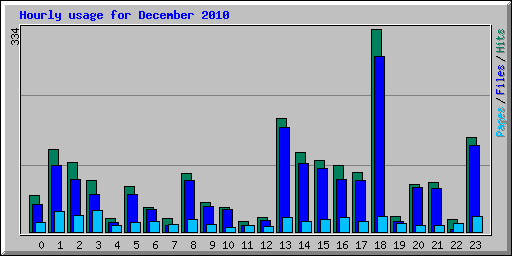 Hourly usage for December 2010
334
Pages/Files/Hits
0 1 2 3 4 5 6 7 8 9 10 11 12 13 14 15 16 17 18 19 20 21 22 23